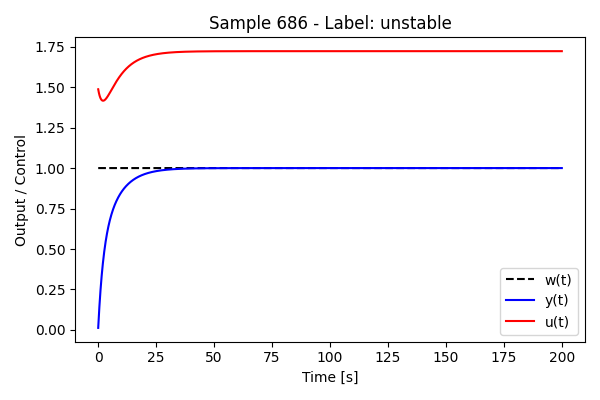 Sample 686 - Label: unstable
Output / Control
1.75
1.50
1.25
1.00
0.75
0.50
0.25
0.00
w(t)
y(t)
u(t)
0 25 50 75 100 125 150 175 200
Time [s]